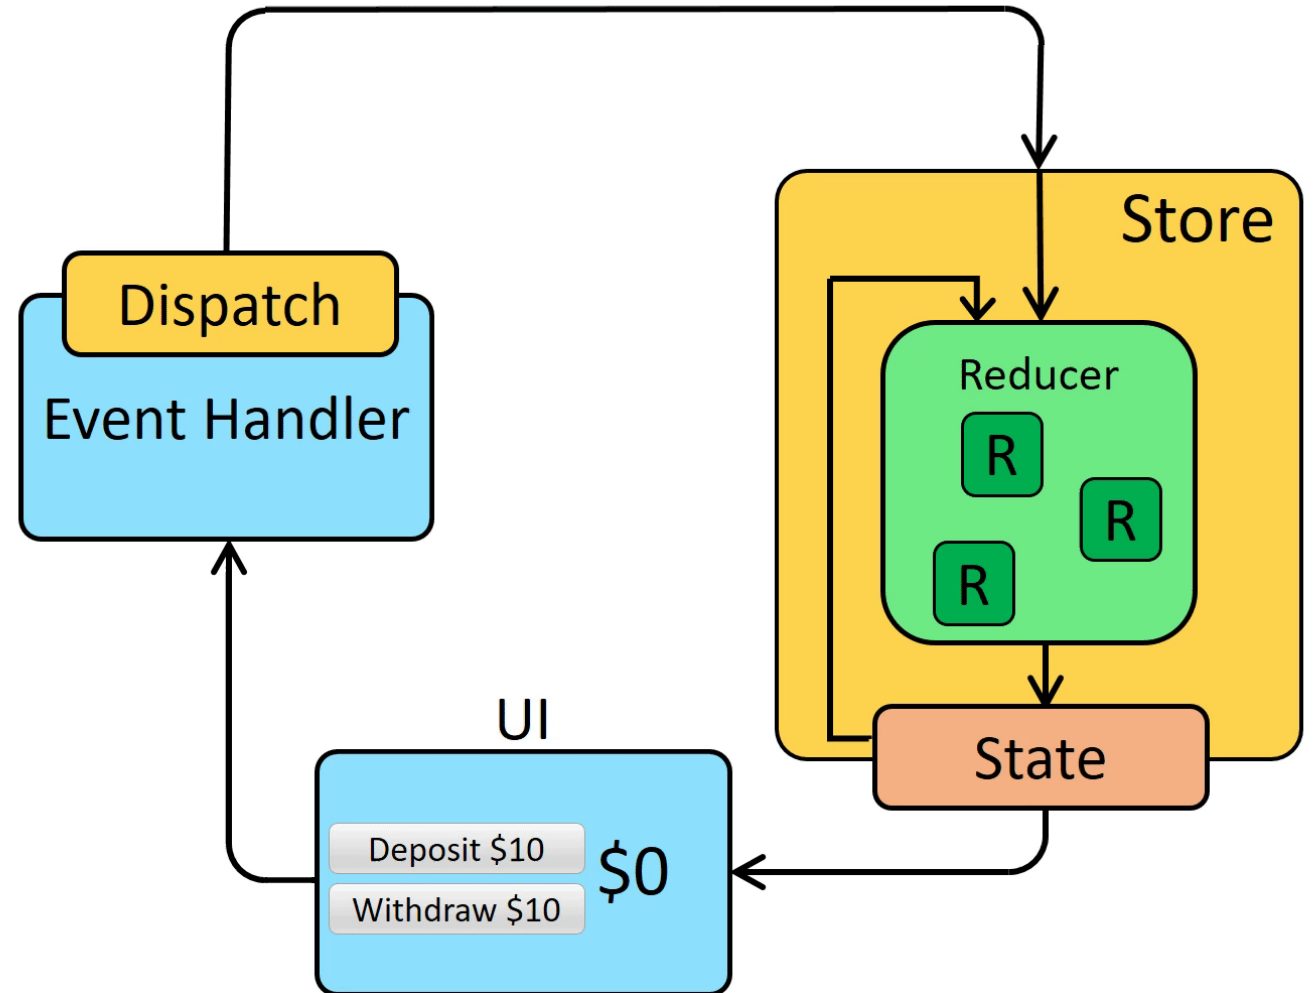 Store
Dispatch
Event Handler
Reducer
R
R
R
UI
State
Deposit $10
$0
Withdraw $10